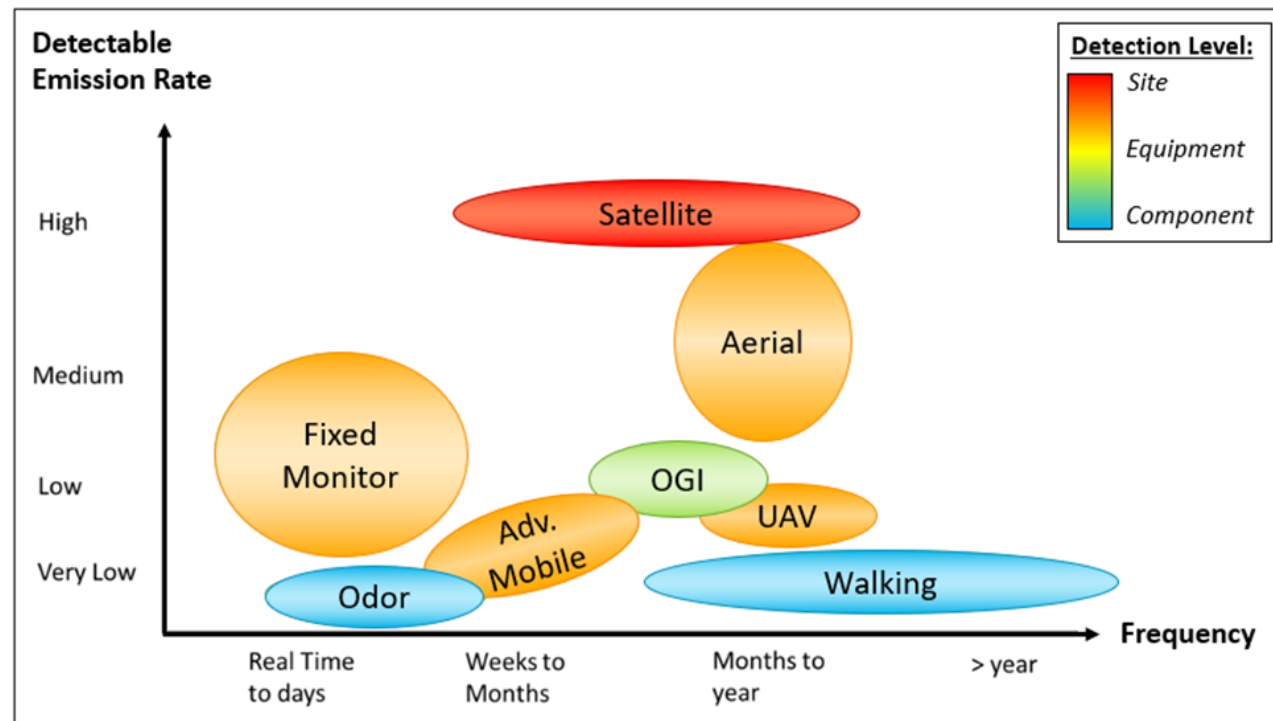 Detectable
Emission Rate
Detection Level:
Site
Equipment
Component
High
Satellite
Aerial
Medium
Fixed
Monitor
OGI
Low
UAV
Adv.
Mobile
Very Low
Odor
Walking
Frequency
Real Time
to days
Weeks to
Months
Months to
year
> year